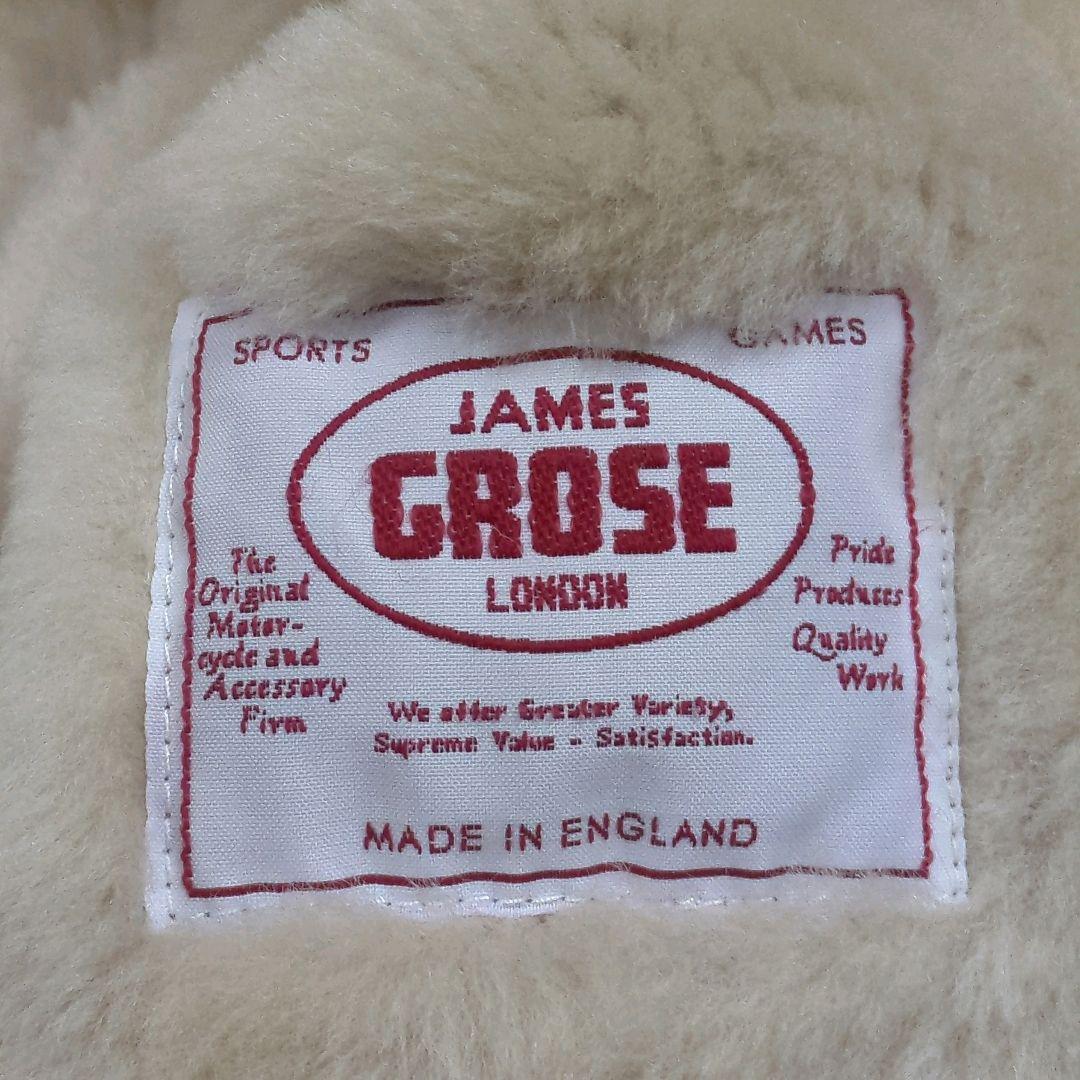 SPORTS GAMES
JAMES
GROSE
LONDON
The
Original
Motor-
cycle and
Accessory
Firm
Pride
Produces
Quality
Work
We offer Greater Variety,
Supreme Value - Satisfaction.
MADE IN ENGLAND